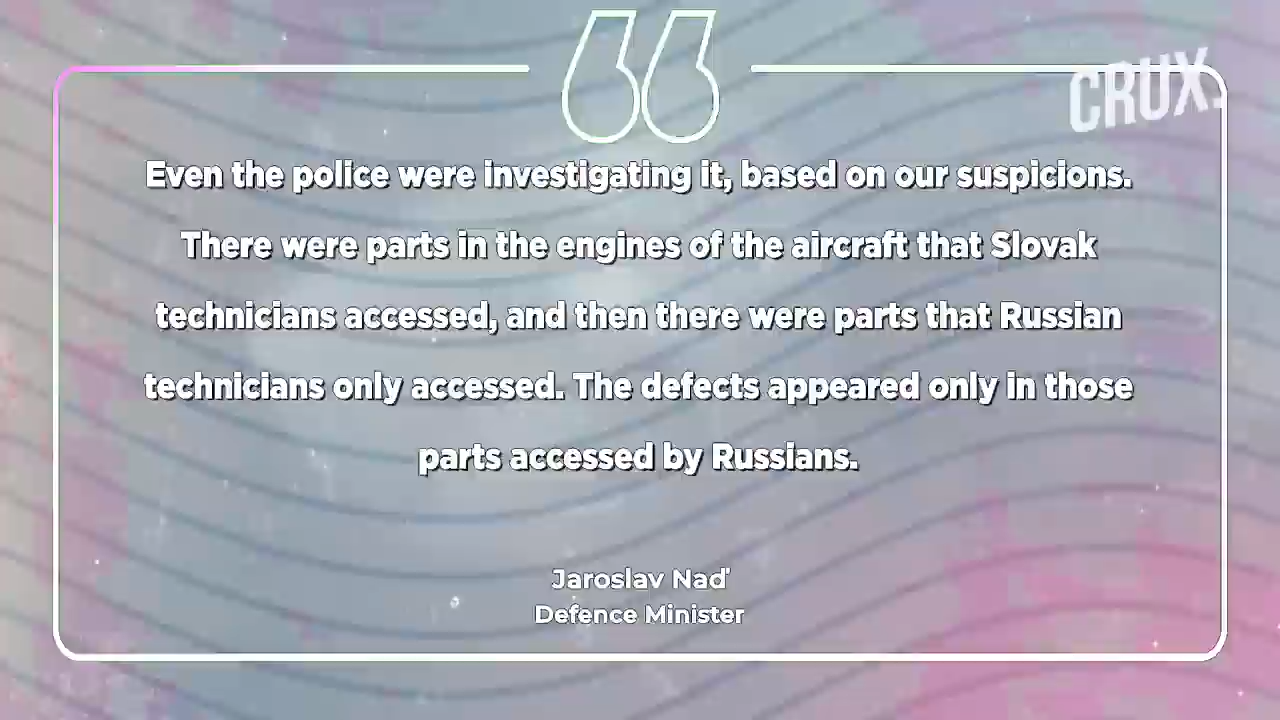 CRUX.
Even the police were investigating it, based on our suspicions.
There were parts in the engines of the aircraft that Slovak
technicians accessed, and then there were parts that Russian
technicians only accessed. The defects appeared only in those
parts accessed by Russians.
Jaroslav Naď
Defence Minister